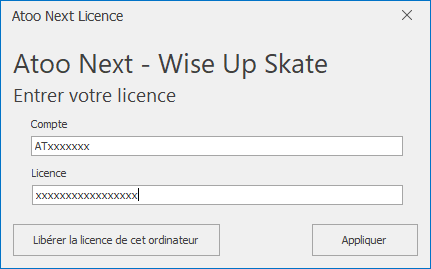 Atoo Next Licence
Atoo Next - Wise Up Skate
Entrer votre licence
Compte
ATxxxxxxx
Licence
xxxxxxxxxxxxxxxxx
Libérer la licence de cet ordinateur
Appliquer